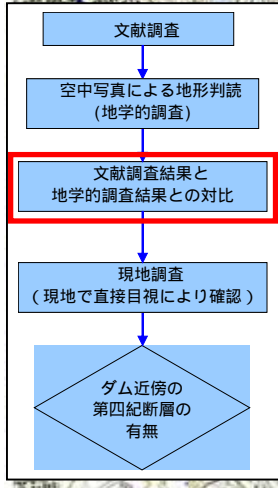 文献調査
空中写真による地形判読
(地学的調査)
文献調査結果と
地学的調査結果との対比
現地調査
(現地で直接目視により確認)
ダム近傍の
第四紀断層の
有無